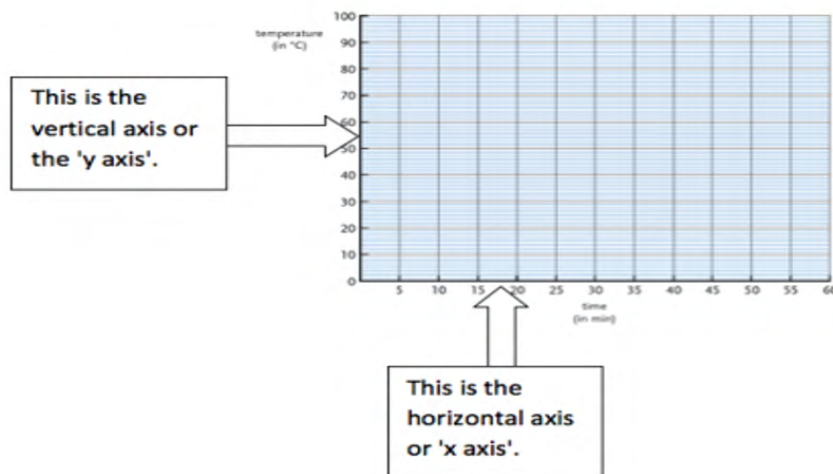 100
temperature
(in °C)
90
80
This is the
vertical axis or
the 'y axis'.
70
60
50
40
30
20
10
0
5 10 15 20 25 30 35 40 45 50 55 60
time
(in min)
This is the
horizontal axis
or 'x axis'.